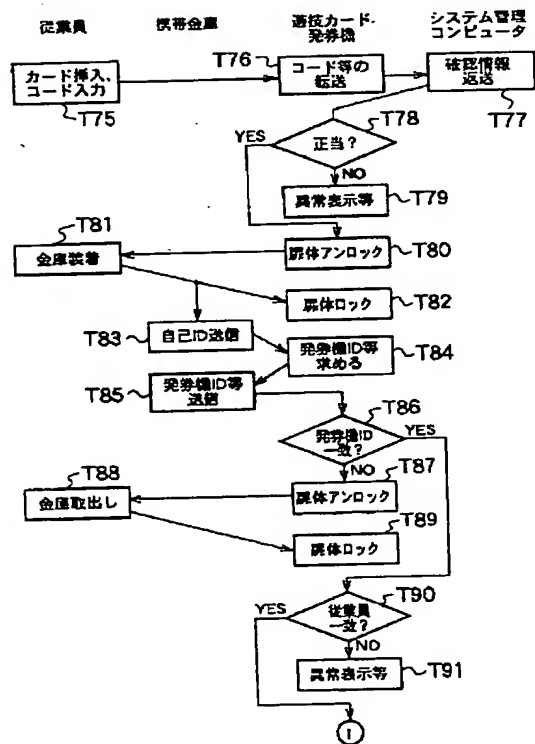 従業員
携帯金庫
遊技カード・
発券機
システム管理
コンピュータ
カード挿入、
コード入力
T75
T76
コード等の
転送
確認情報
返送
T77
T78
YES
正当?
NO
異常表示等
T79
T81
金庫装着
扉体アンロック
T80
扉体ロック
T82
T83
自己ID送信
発券機ID等
求める
T84
T85
発券機ID等
送信
T86
発券機ID
一致?
YES
NO
T87
T88
金庫取出し
扉体アンロック
T89
扉体ロック
T90
YES
従業員
一致?
NO
異常表示等
T91
1